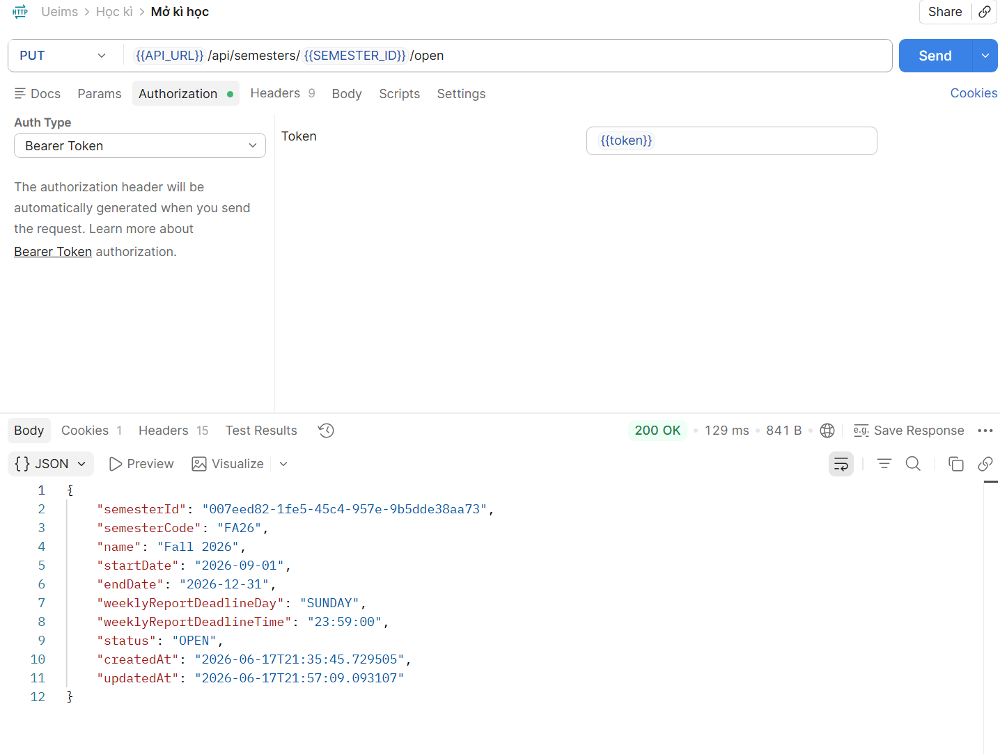 HTTP Ueims > Học kì > Mở kì học Share
PUT {{API_URL}} /api/semesters/ {{SEMESTER_ID}} /open Send
Docs Params Authorization Headers 9 Body Scripts Settings Cookies
Auth Type
Bearer Token
Token {{token}}
The authorization header will be
automatically generated when you send
the request. Learn more about
Bearer Token authorization.
Body Cookies 1 Headers 15 Test Results 200 OK • 129 ms • 841 B • e.g. Save Response
{} JSON Preview Visualize
1 {
2 "semesterId": "007eed82-1fe5-45c4-957e-9b5dde38aa73",
3 "semesterCode": "FA26",
4 "name": "Fall 2026",
5 "startDate": "2026-09-01",
6 "endDate": "2026-12-31",
7 "weeklyReportDeadlineDay": "SUNDAY",
8 "weeklyReportDeadlineTime": "23:59:00",
9 "status": "OPEN",
10 "createdAt": "2026-06-17T21:35:45.729505",
11 "updatedAt": "2026-06-17T21:57:09.093107"
12 }